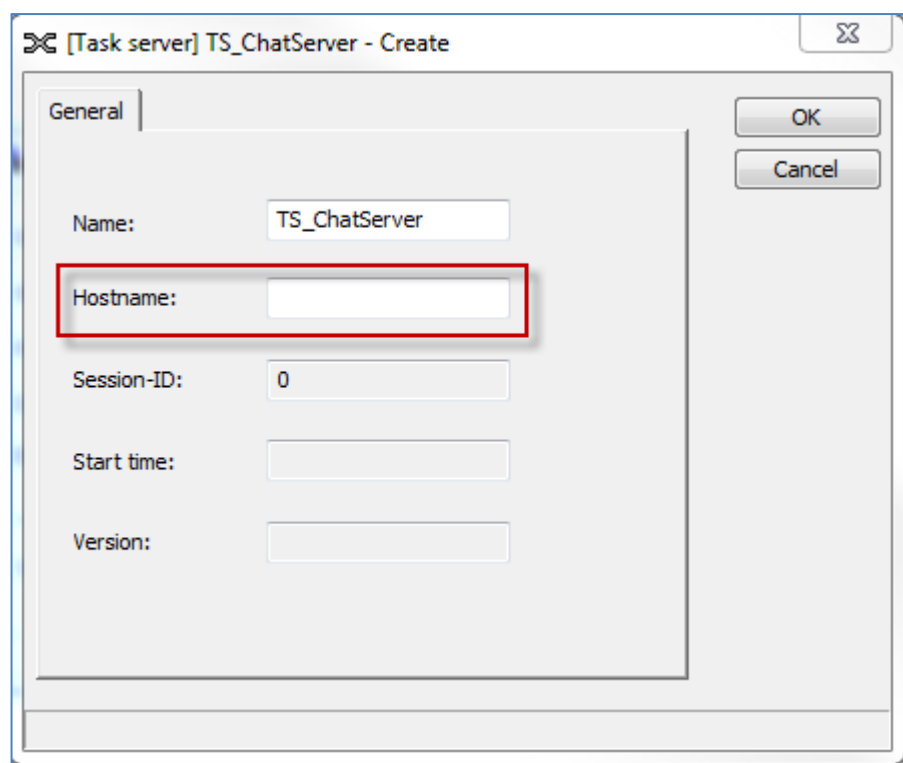 [Task server] TS_ChatServer - Create
General
OK
Cancel
Name: TS_ChatServer
Hostname:
Session-ID: 0
Start time:
Version: